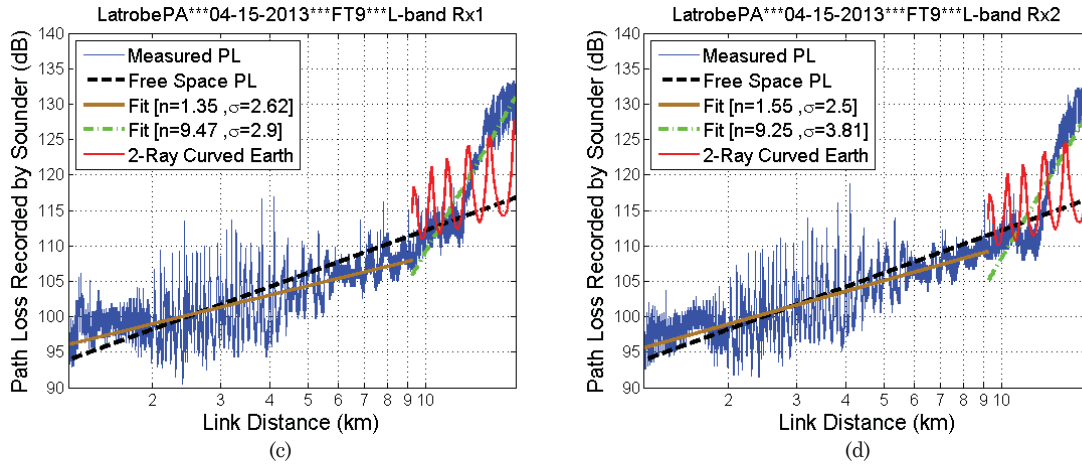 LatrobePA***04-15-2013***FT9***L-band Rx1
Path Loss Recorded by Sounder (dB)
140
135
130
125
120
115
110
105
100
95
90
Measured PL
Free Space PL
Fit [n=1.35 ,σ=2.62]
Fit [n=9.47 ,σ=2.9]
2-Ray Curved Earth
2 3 4 5 6 7 8 9 10
Link Distance (km)
(c)
LatrobePA***04-15-2013***FT9***L-band Rx2
Path Loss Recorded by Sounder (dB)
140
135
130
125
120
115
110
105
100
95
90
Measured PL
Free Space PL
Fit [n=1.55 ,σ=2.5]
Fit [n=9.25 ,σ=3.81]
2-Ray Curved Earth
2 3 4 5 6 7 8 9 10
Link Distance (km)
(d)